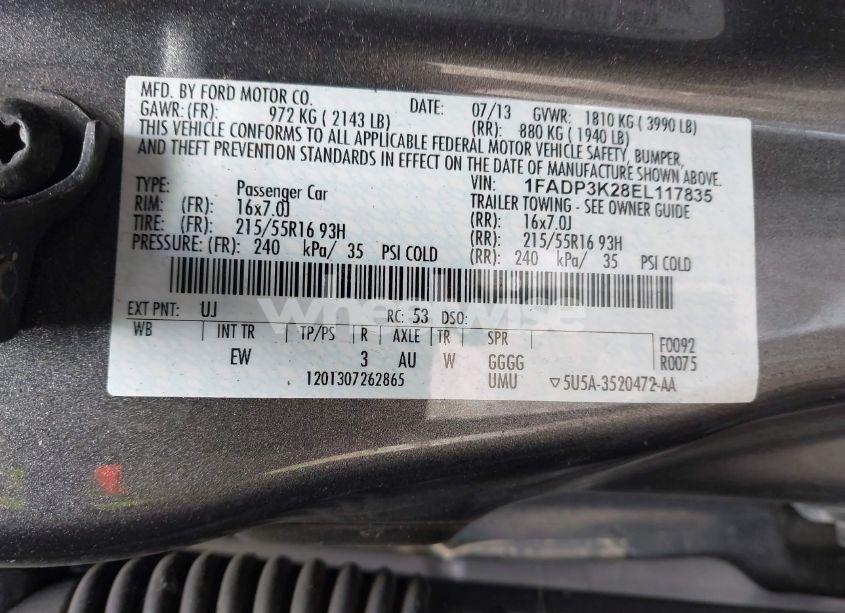 MFD. BY FORD MOTOR CO. DATE: 07/13 GVWR: 1810 KG ( 3990 LB)
GAWR: (FR): 972 KG ( 2143 LB) (RR): 880 KG ( 1940 LB)
THIS VEHICLE CONFORMS TO ALL APPLICABLE FEDERAL MOTOR VEHICLE SAFETY, BUMPER,
AND THEFT PREVENTION STANDARDS IN EFFECT ON THE DATE OF MANUFACTURE SHOWN ABOVE.
VIN: 1FADP3K28EL117835
TYPE: Passenger Car TRAILER TOWING - SEE OWNER GUIDE
RIM: (FR): 16x7.0J (RR): 16x7.0J
TIRE: (FR): 215/55R16 93H (RR): 215/55R16 93H
PRESSURE: (FR): 240 kPa/ 35 PSI COLD (RR): 240 kPa/ 35 PSI COLD
wheelwise
EXT PNT: UJ RC: 53 DSO:
WB INT TR TP/PS R AXLE TR SPR F0092
EW 3 AU W GGGG R0075
120T307262865 UMU ▽5U5A-3520472-AA